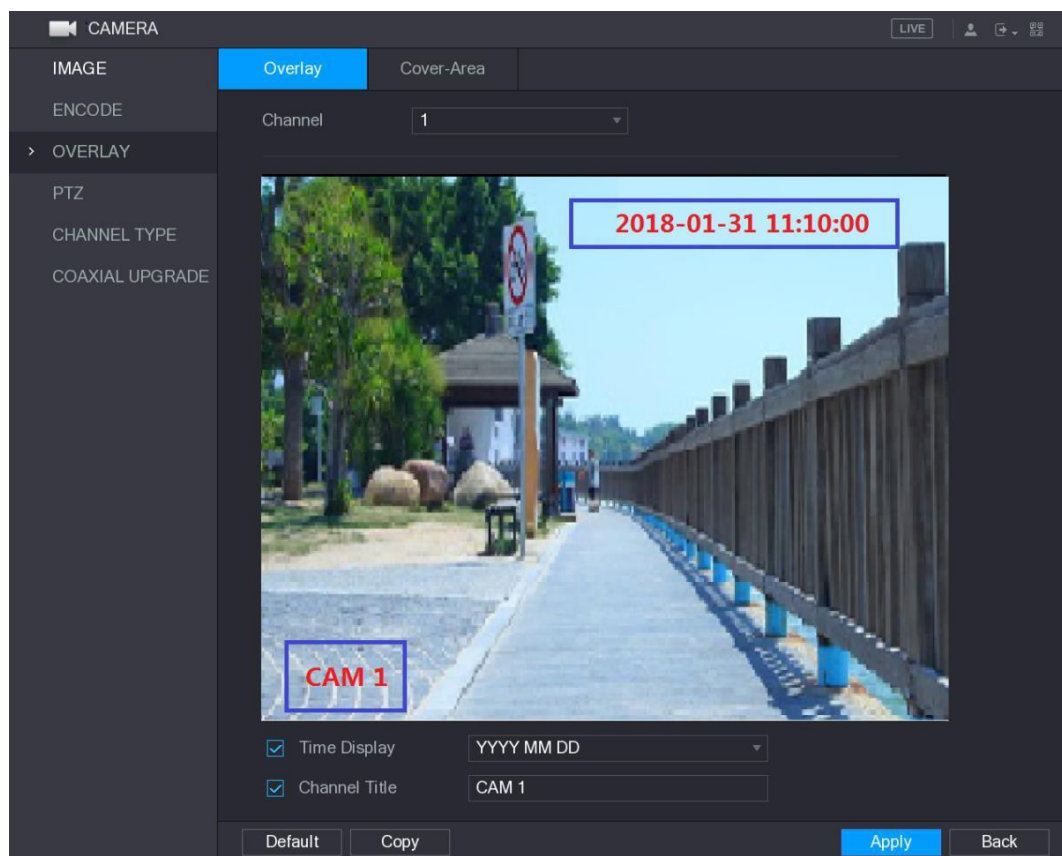 CAMERA
LIVE
IMAGE
ENCODE
OVERLAY
PTZ
CHANNEL TYPE
COAXIAL UPGRADE
Overlay Cover-Area
Channel 1
2018-01-31 11:10:00
CAM 1
Time Display YYYY MM DD
Channel Title CAM 1
Default Copy Apply Back